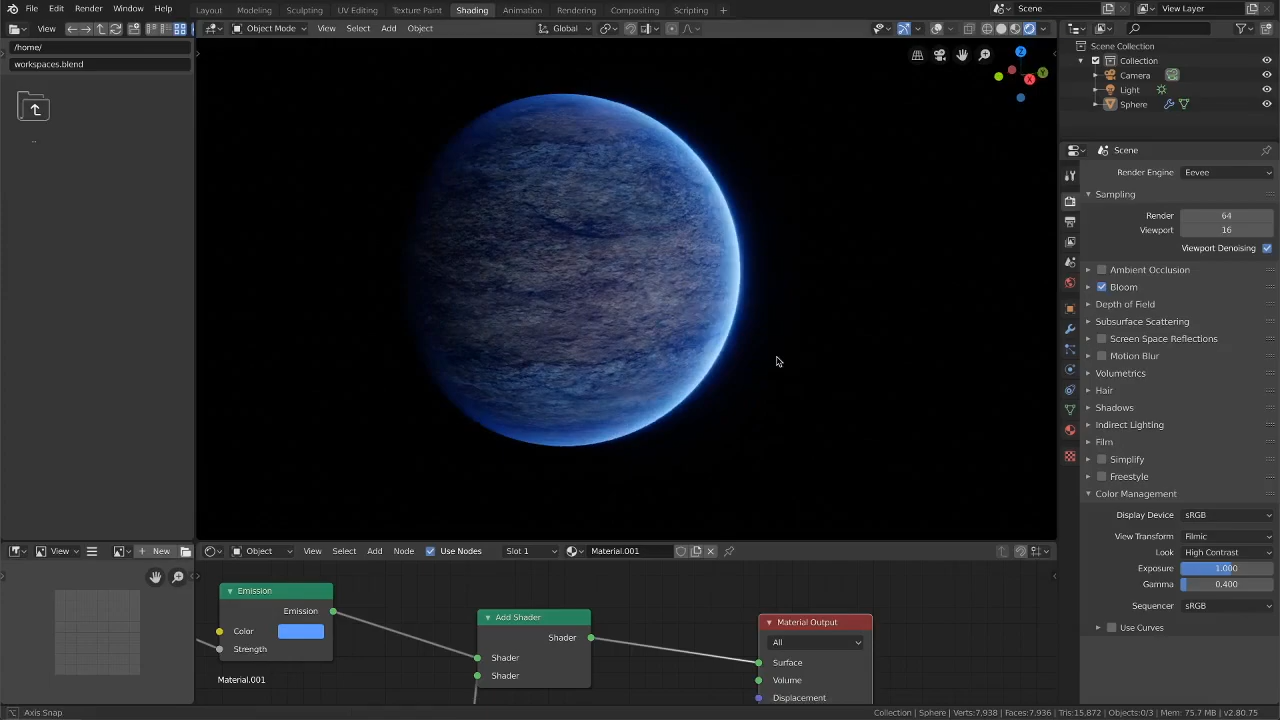 File Edit Render Window Help
Layout Modeling Sculpting UV Editing Texture Paint Shading Animation Rendering Compositing Scripting +
Scene
View Layer
View
/home/
workspaces.blend
..
Object Mode View Select Add Object
Global
Z
Y
X
Scene Collection
Collection
Camera
Light
Sphere
Scene
Render Engine Eevee
Sampling
Render 64
Viewport 16
Viewport Denoising
Ambient Occlusion
Bloom
Depth of Field
Subsurface Scattering
Screen Space Reflections
Motion Blur
Volumetrics
Hair
Shadows
Indirect Lighting
Film
Simplify
Freestyle
Color Management
Display Device sRGB
View Transform Filmic
Look High Contrast
Exposure 1.000
Gamma 0.400
Sequencer sRGB
Use Curves
View
New
Object View Select Add Node Use Nodes Slot 1 Material.001
Emission
Emission
Color
Strength
Material.001
Add Shader
Shader
Shader
Shader
Material Output
All
Surface
Volume
Displacement
Axis Snap
Collection | Sphere | Verts:7,938 | Faces:7,936 | Tris:15,872 | Objects:0/3 | Mem: 75.7 MB | v2.80.75